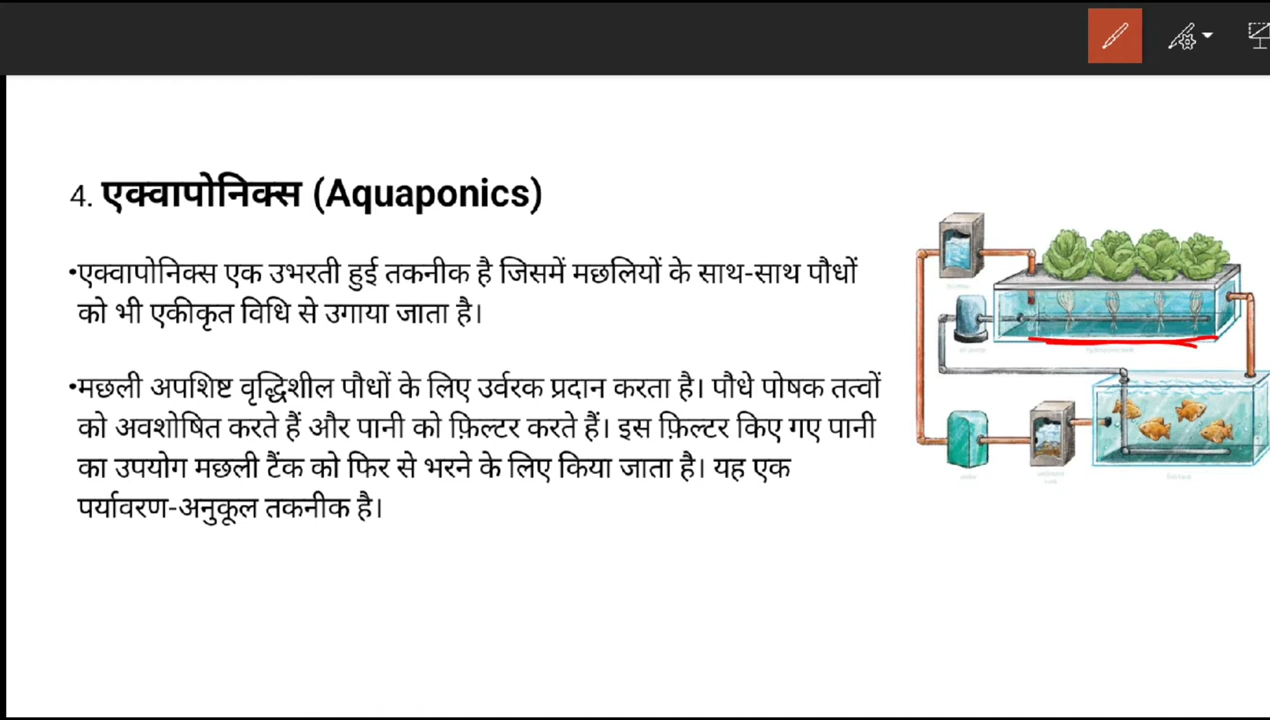 4. एक्वापोनिक्स (Aquaponics)
•एक्वापोनिक्स एक उभरती हुई तकनीक है जिसमें मछलियों के साथ-साथ पौधों
को भी एकीकृत विधि से उगाया जाता है।
•मछली अपशिष्ट वृद्धिशील पौधों के लिए उर्वरक प्रदान करता है। पौधे पोषक तत्वों
को अवशोषित करते हैं और पानी को फ़िल्टर करते हैं। इस फ़िल्टर किए गए पानी
का उपयोग मछली टैंक को फिर से भरने के लिए किया जाता है। यह एक
पर्यावरण-अनुकूल तकनीक है।